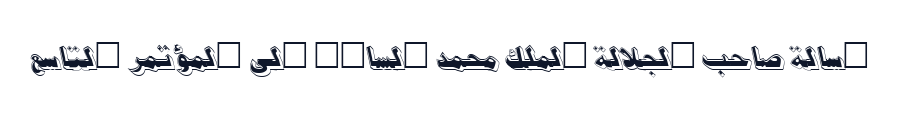 □سالة صاحب □لجلالة □لملك محمد □لسا□□ □لى □لمؤتمر □لتاسع